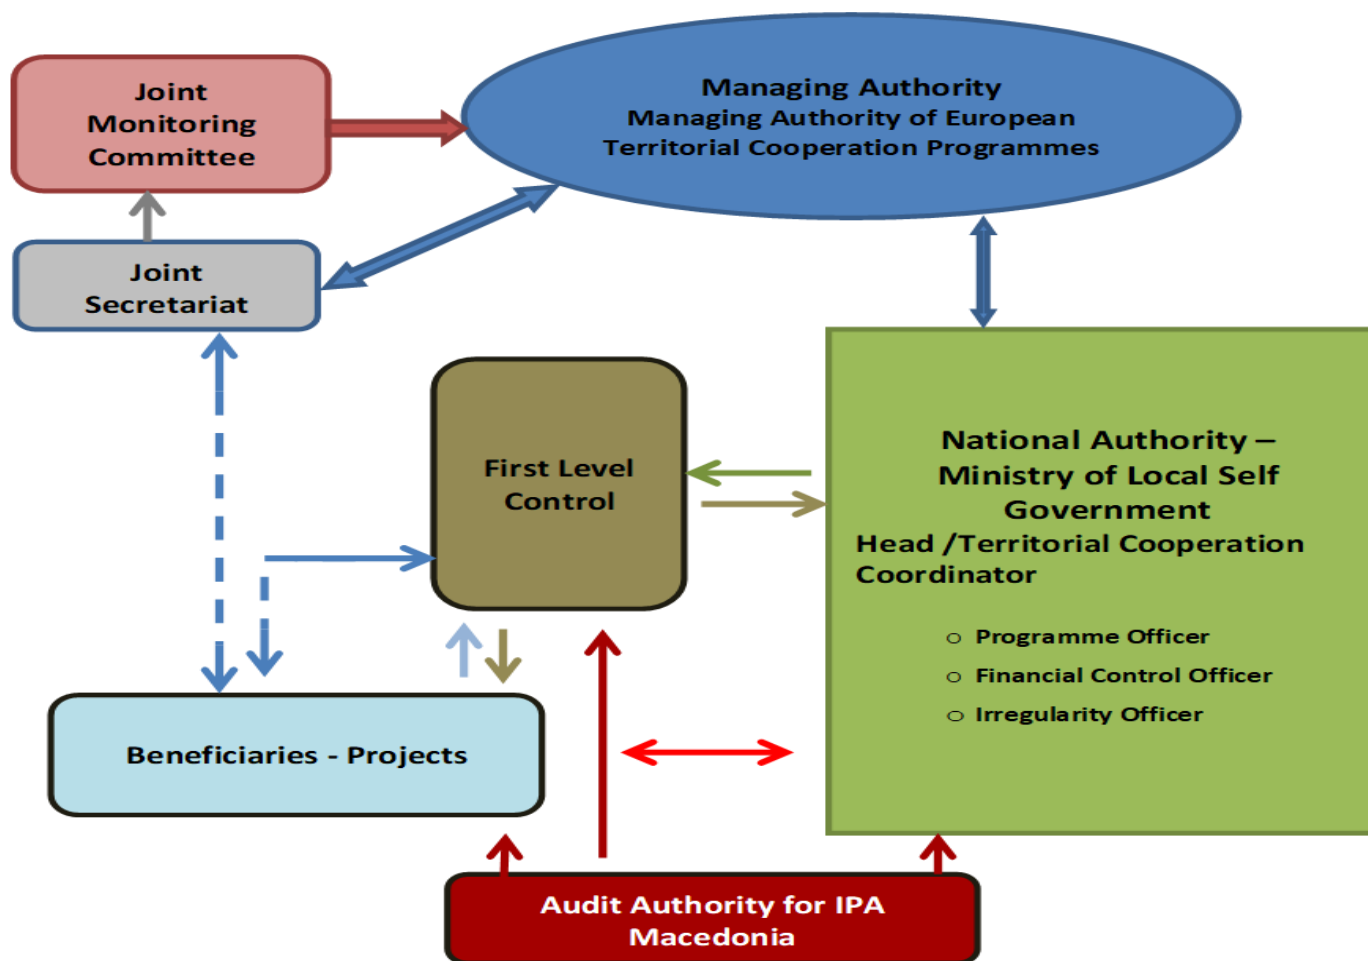 Joint
Monitoring
Committee
Managing Authority
Managing Authority of European
Territorial Cooperation Programmes
Joint
Secretariat
First Level
Control
National Authority –
Ministry of Local Self
Government
Head /Territorial Cooperation
Coordinator
○ Programme Officer
○ Financial Control Officer
○ Irregularity Officer
Beneficiaries - Projects
Audit Authority for IPA
Macedonia